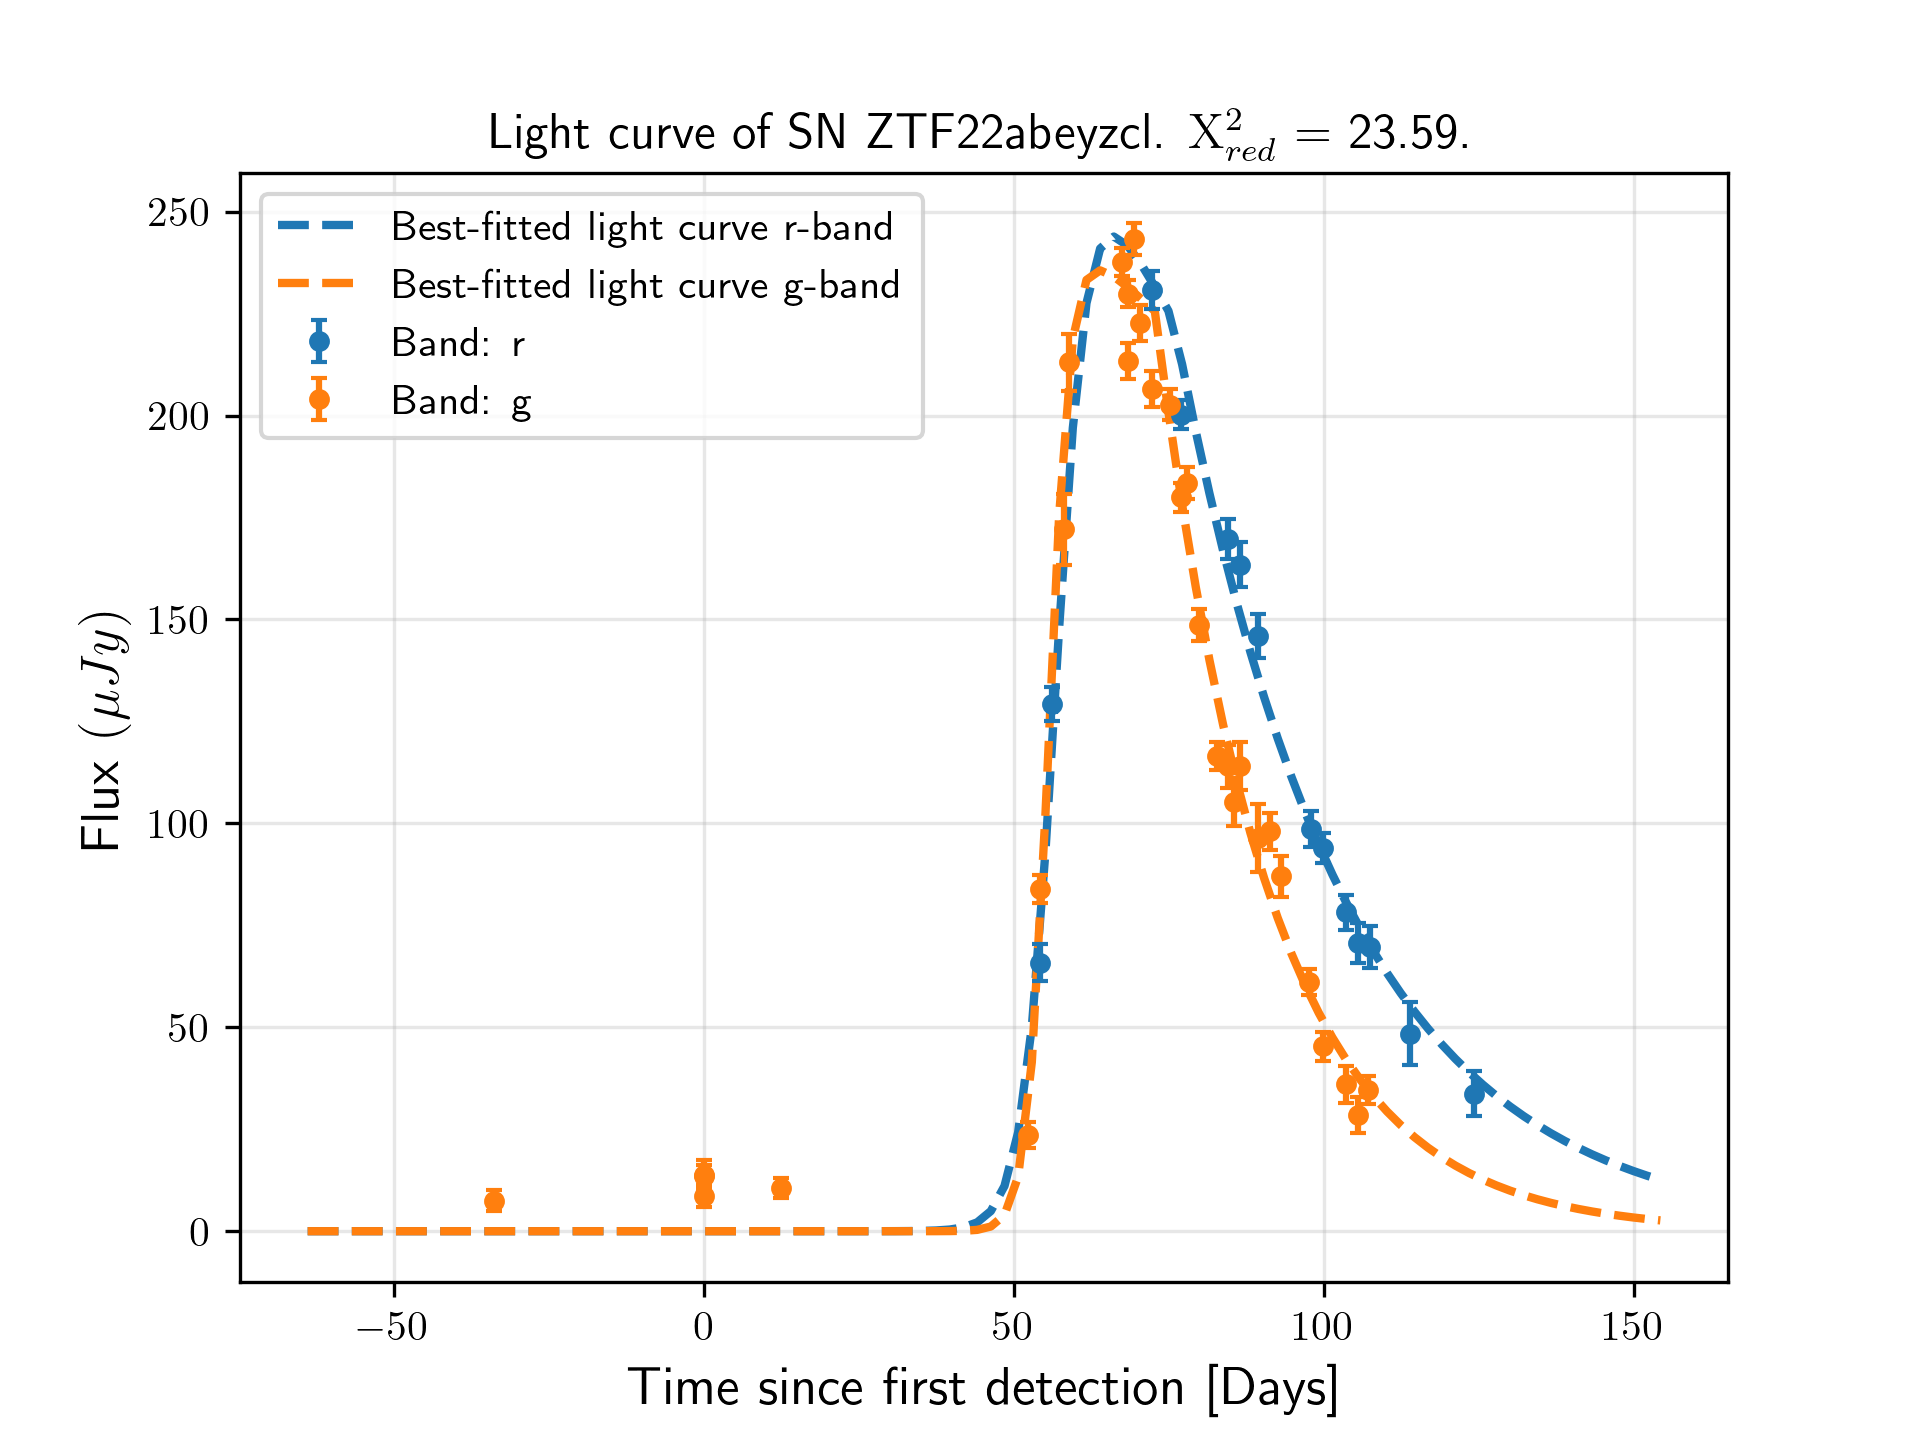 Light curve of SN ZTF22abeyzcl. X²_red = 23.59.
Best-fitted light curve r-band
Best-fitted light curve g-band
Band: r
Band: g
250
200
150
100
50
0
Flux (μJy)
−50 0 50 100 150
Time since first detection [Days]